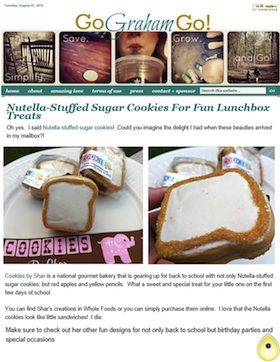 Tuesday, August 07, 2012
Go Graham Go!
Save.
Grow.
Simplify.
and Go!
Nutella-Stuffed Sugar Cookies For Fun Lunchbox
Treats
home about amazing love terms of use press contact + sponsor
Oh yes. I said Nutella-stuffed sugar cookies! Could you imagine the delight I had when these beauties arrived
in my mailbox?!
COOKIES
Cookies by Shar is a national gourmet bakery that is gearing up for back to school with not only Nutella-stuffed
sugar cookies, but red apples and yellow pencils. What a sweet and special treat for your little one on the first
few days of school
You can find Shar's creations in Whole Foods or you can simply purchase them online. I love that the Nutella
cookies look like little sandwiches! I die.
Make sure to check out her other fun designs for not only back to school but birthday parties and
special occasions